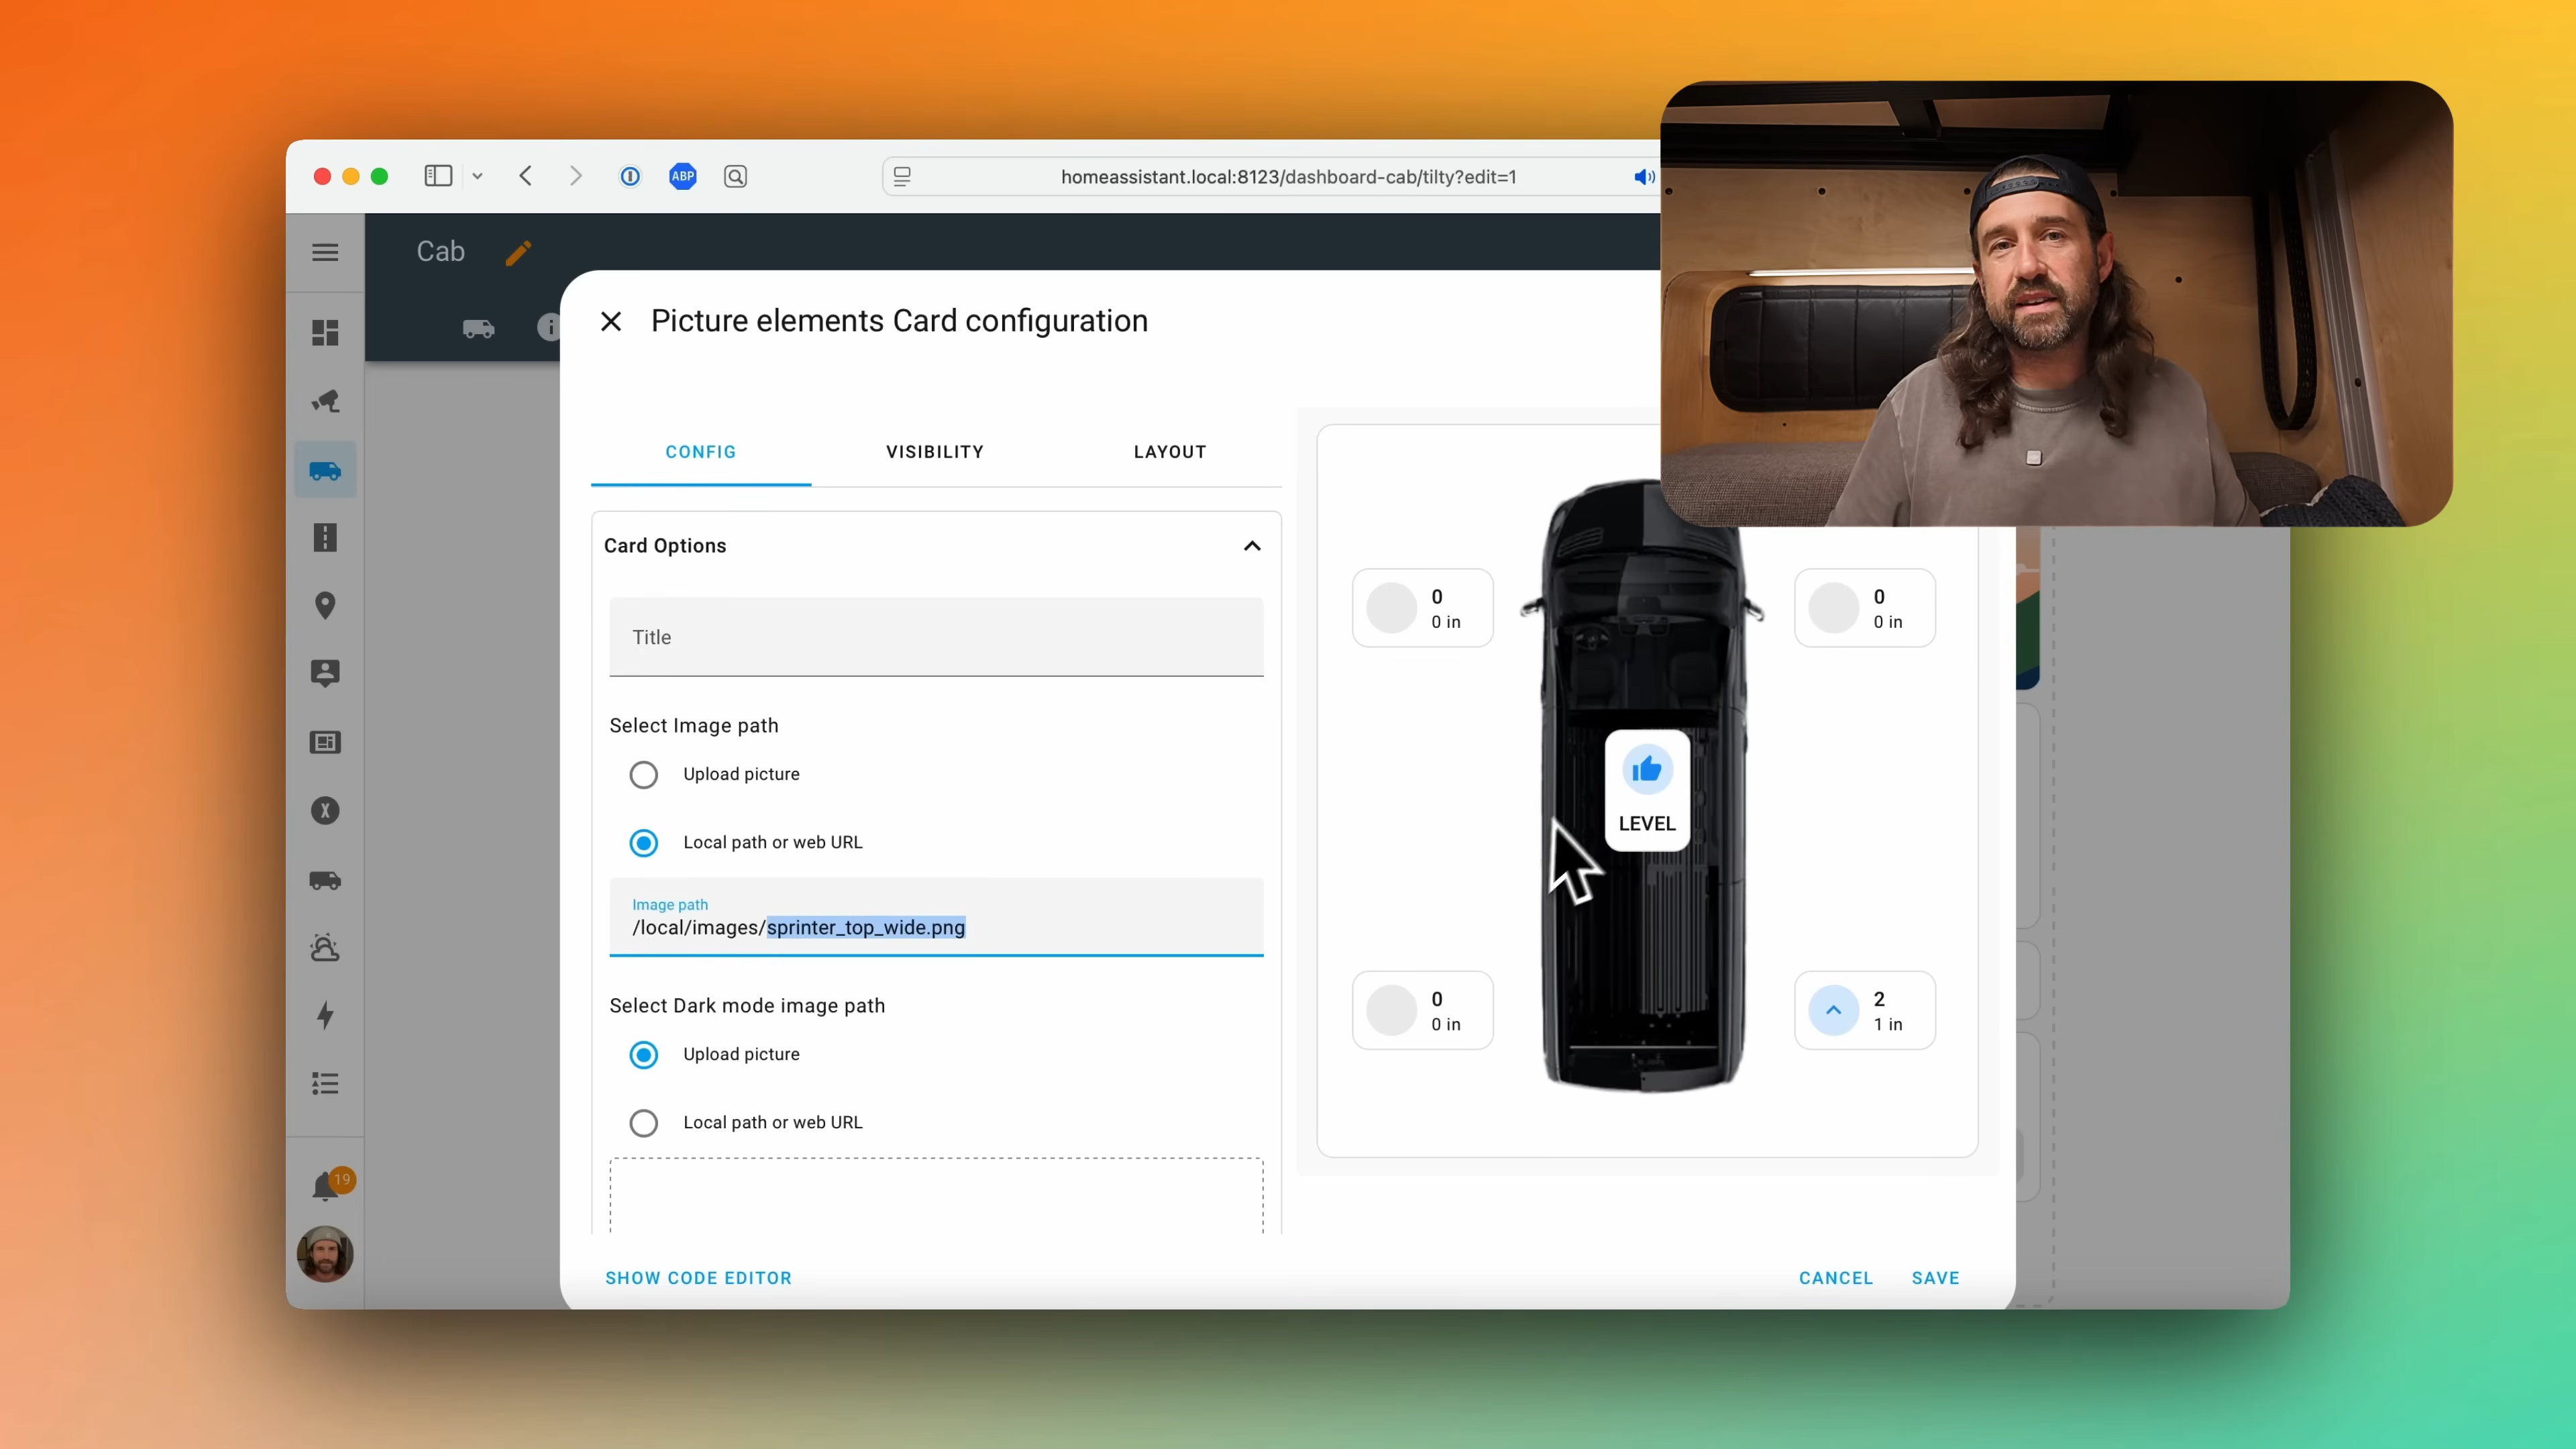 ABP
homeassistant.local:8123/dashboard-cab/tilty?edit=1
Cab
Picture elements Card configuration
CONFIG
VISIBILITY
LAYOUT
Card Options
Title
Select Image path
Upload picture
Local path or web URL
Image path
/local/images/sprinter_top_wide.png
Select Dark mode image path
Upload picture
Local path or web URL
0
0 in
0
0 in
LEVEL
0
0 in
2
1 in
19
SHOW CODE EDITOR
CANCEL
SAVE